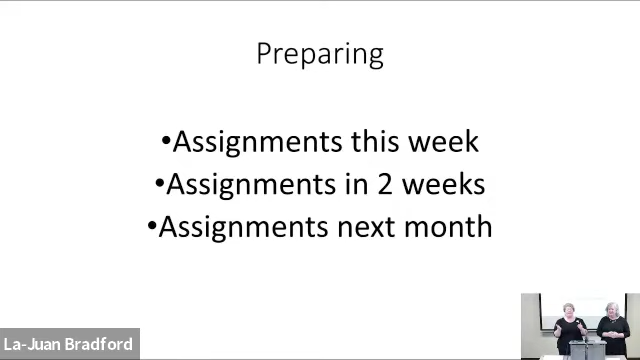 Preparing
•Assignments this week
•Assignments in 2 weeks
•Assignments next month
La-Juan Bradford